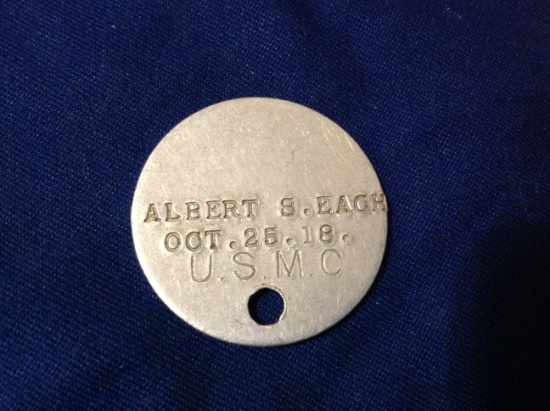 ALBERT S. EACH
OCT.25.18.
U.S.M.C